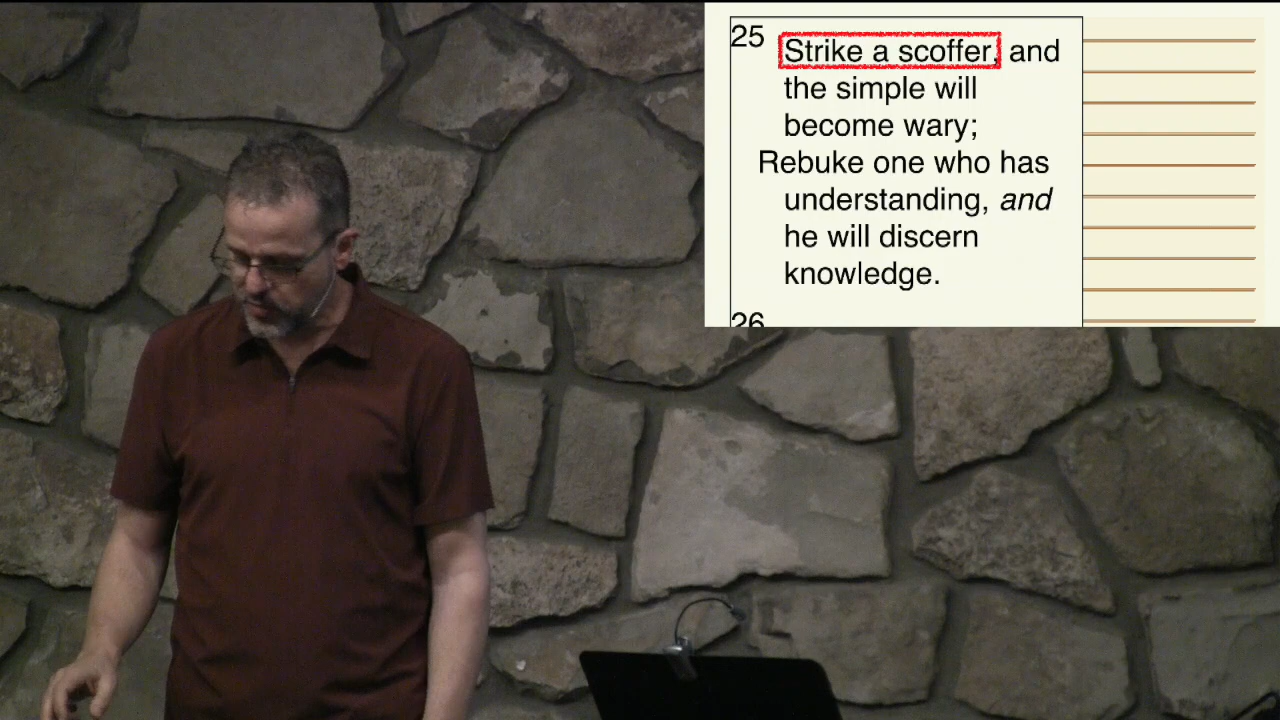 25 Strike a scoffer, and
the simple will
become wary;
Rebuke one who has
understanding, and
he will discern
knowledge.
26